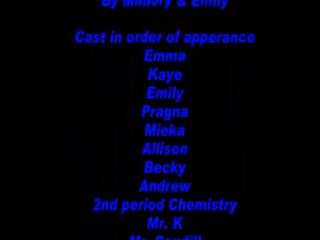 By Mallory & Emily
Cast in order of apperance
Emma
Kaye
Emily
Pragna
Mieka
Allison
Becky
Andrew
2nd period Chemistry
Mr. K